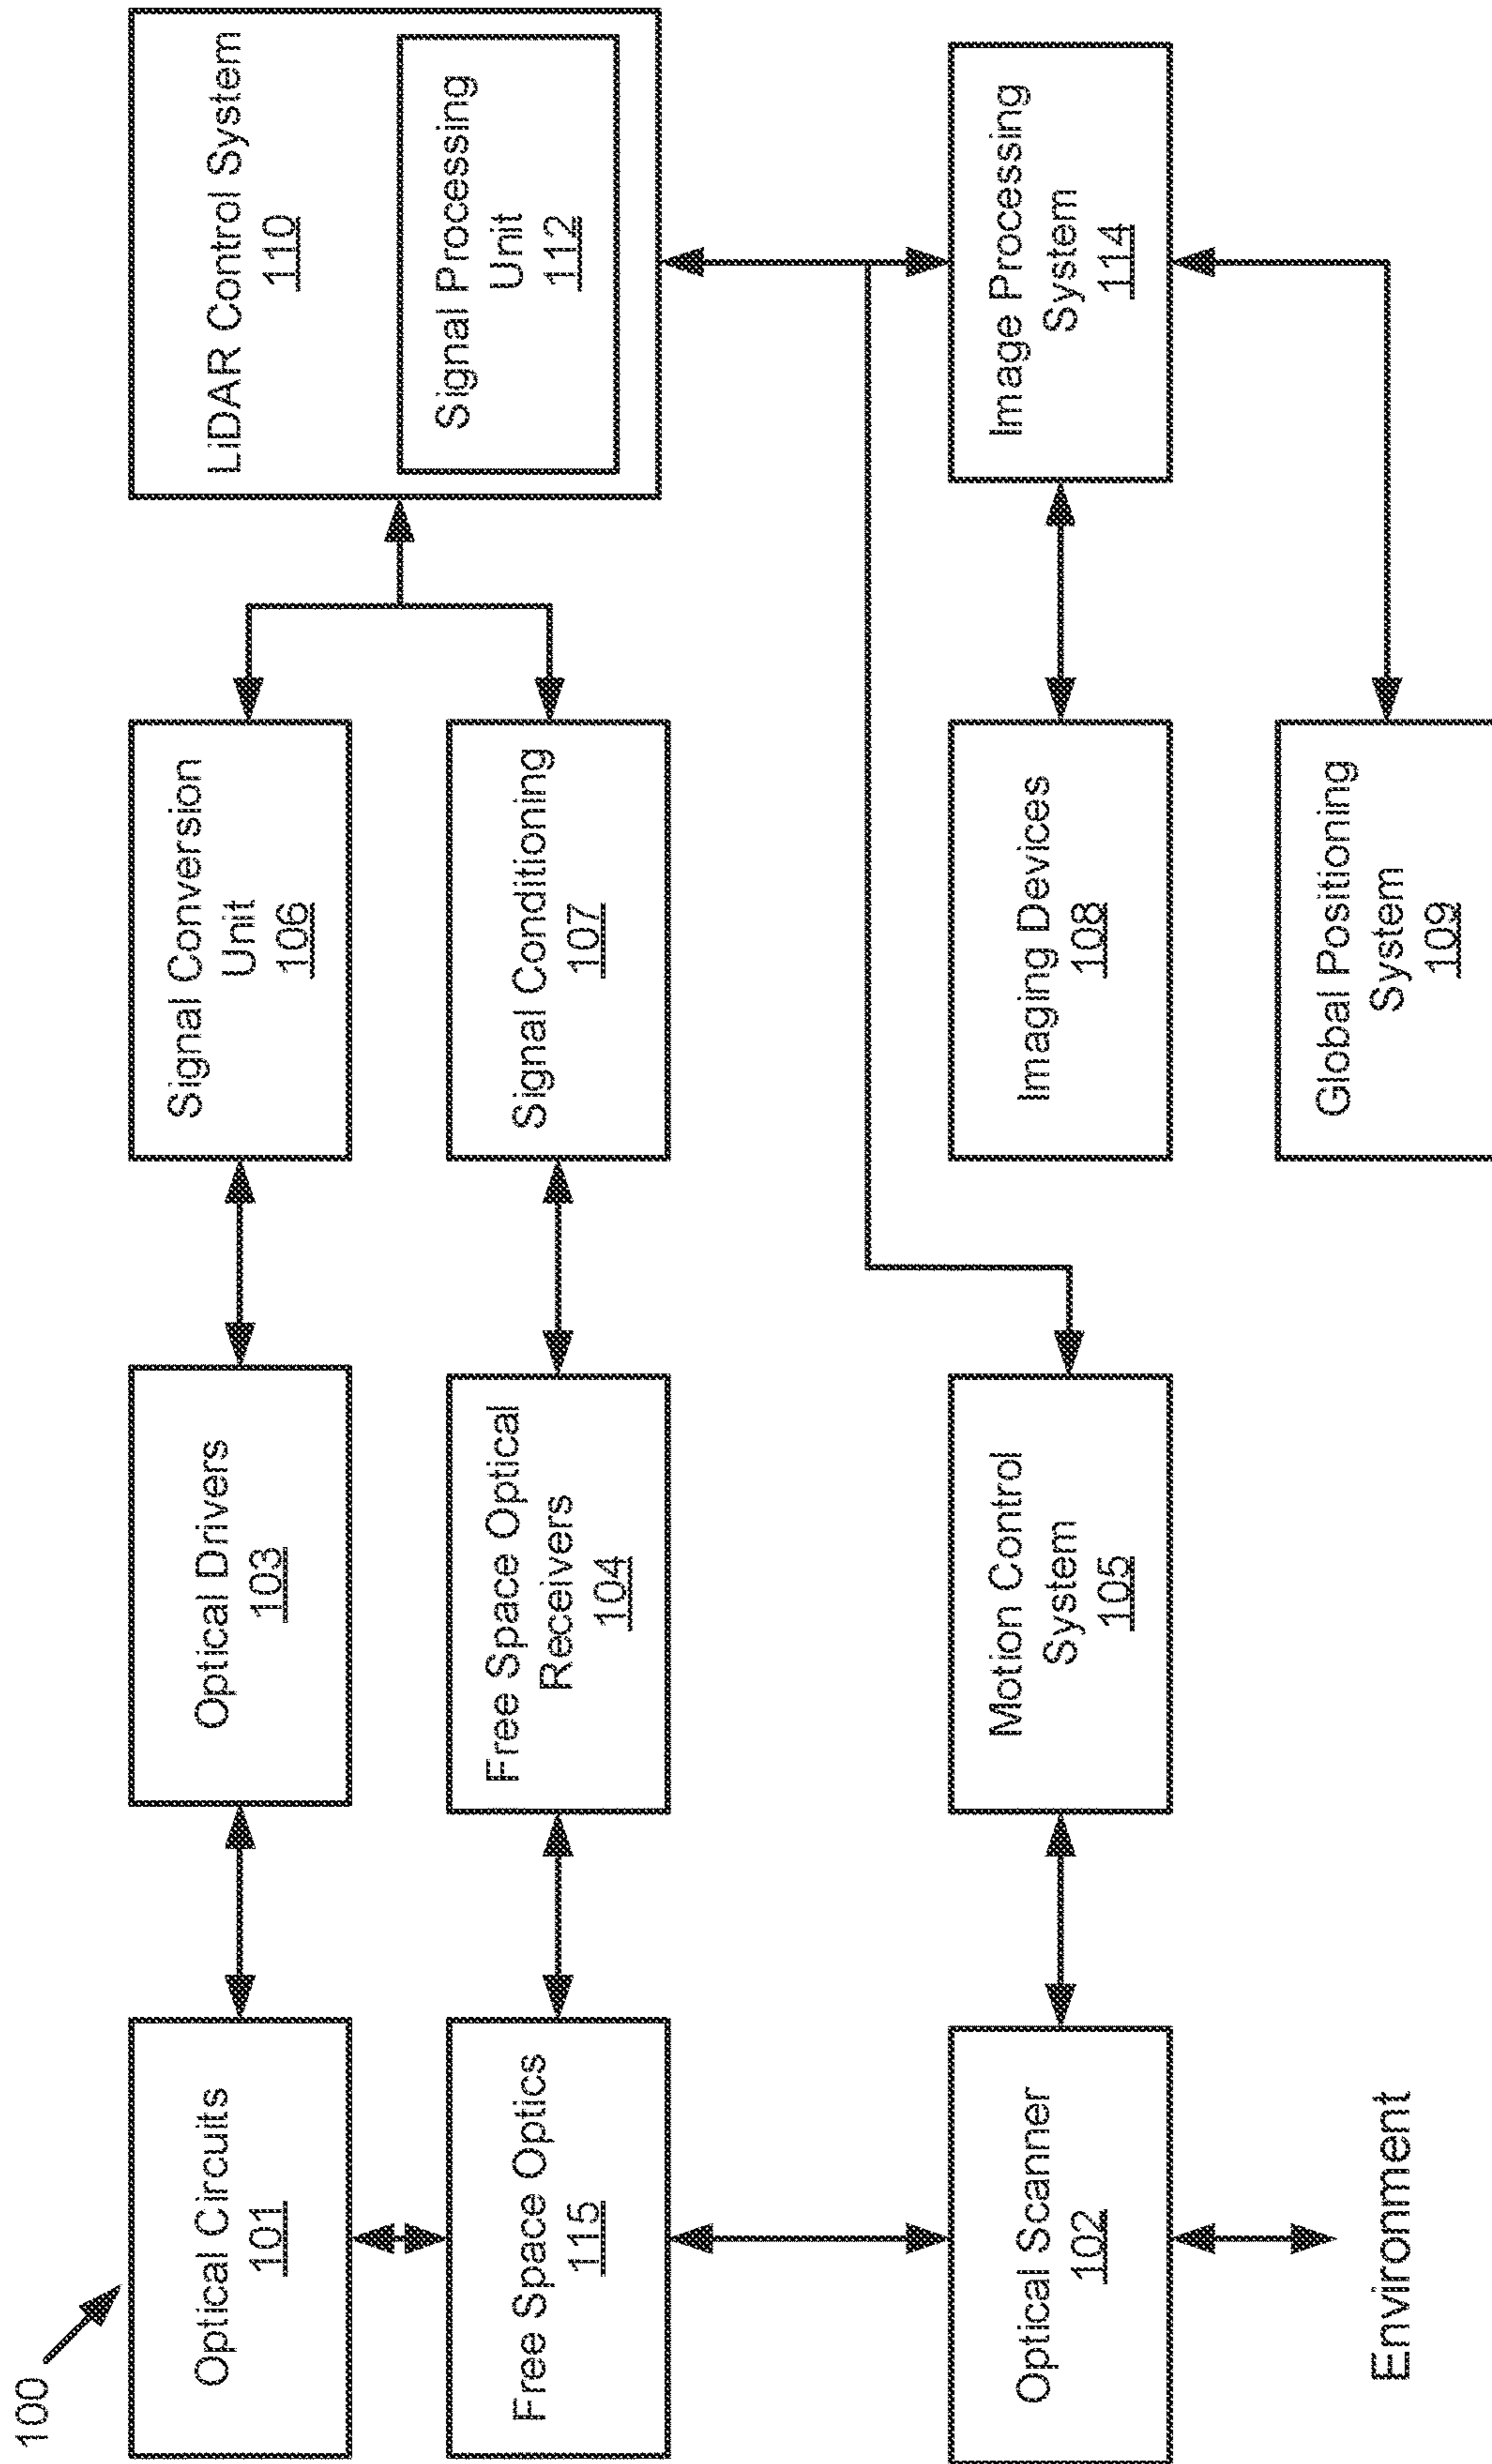 100
Optical Circuits
101
Optical Drivers
103
Signal Conversion
Unit
106
LiDAR Control System
110
Signal Processing
Unit
112
Free Space Optics
115
Free Space Optical
Receivers
104
Signal Conditioning
107
Optical Scanner
102
Motion Control
System
105
Imaging Devices
108
Image Processing
System
114
Environment
Global Positioning
System
109